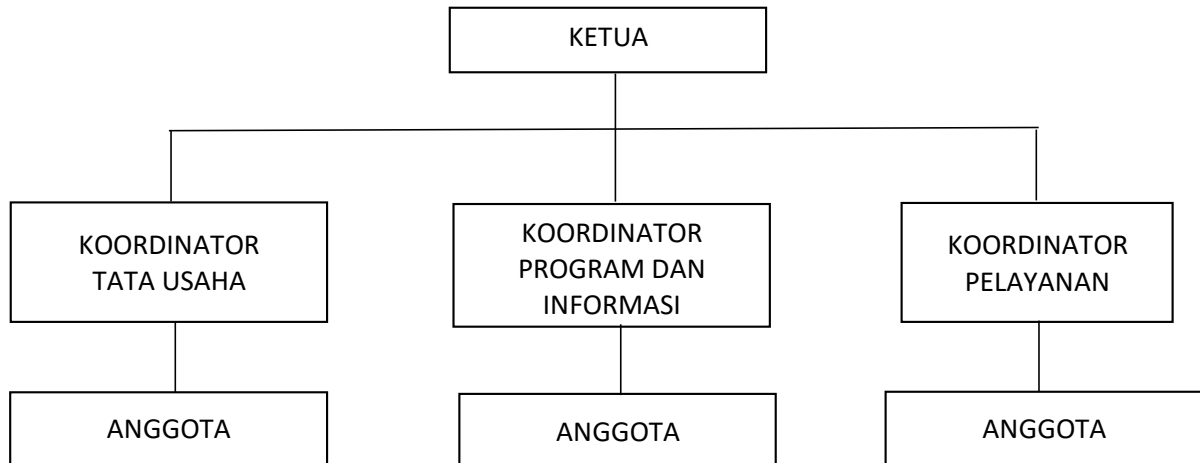 KETUA
KOORDINATOR
TATA USAHA
KOORDINATOR
PROGRAM DAN
INFORMASI
KOORDINATOR
PELAYANAN
ANGGOTA
ANGGOTA
ANGGOTA